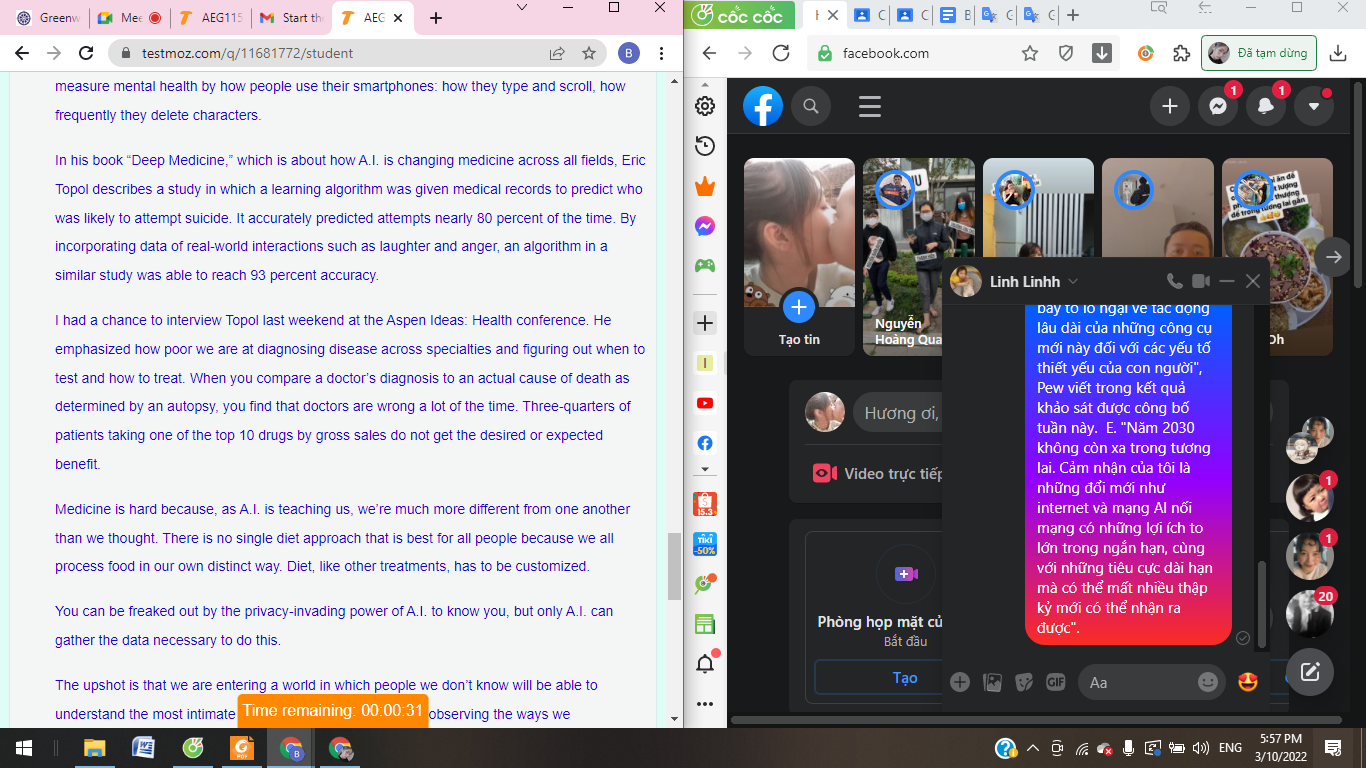 Greenw
Mee
AEG115
Start th
AEG
testmoz.com/q/11681772/student
B
measure mental health by how people use their smartphones: how they type and scroll, how
frequently they delete characters.
In his book “Deep Medicine,” which is about how A.I. is changing medicine across all fields, Eric
Topol describes a study in which a learning algorithm was given medical records to predict who
was likely to attempt suicide. It accurately predicted attempts nearly 80 percent of the time. By
incorporating data of real-world interactions such as laughter and anger, an algorithm in a
similar study was able to reach 93 percent accuracy.
I had a chance to interview Topol last weekend at the Aspen Ideas: Health conference. He
emphasized how poor we are at diagnosing disease across specialties and figuring out when to
test and how to treat. When you compare a doctor’s diagnosis to an actual cause of death as
determined by an autopsy, you find that doctors are wrong a lot of the time. Three-quarters of
patients taking one of the top 10 drugs by gross sales do not get the desired or expected
benefit.
Medicine is hard because, as A.I. is teaching us, we’re much more different from one another
than we thought. There is no single diet approach that is best for all people because we all
process food in our own distinct way. Diet, like other treatments, has to be customized.
You can be freaked out by the privacy-invading power of A.I. to know you, but only A.I. can
gather the data necessary to do this.
The upshot is that we are entering a world in which people we don’t know will be able to
understand the most intimate
observing the ways we
Time remaining: 00:00:31
cốc cốc
facebook.com
Đã tạm dừng
1
1
Tạo tin
Nguyễn
Hoàng Qua
Oh
Hương ơi,
Video trực tiếp
Phòng họp mặt củ
Bắt đầu
Tạo
Linh Linhh
bày tỏ lo ngại về tác động
lâu dài của những công cụ
mới này đối với các yếu tố
thiết yếu của con người",
Pew viết trong kết quả
khảo sát được công bố
tuần này. E. "Năm 2030
không còn xa trong tương
lai. Cảm nhận của tôi là
những đổi mới như
internet và mạng AI nối
mạng có những lợi ích to
lớn trong ngắn hạn, cùng
với những tiêu cực dài hạn
mà có thể mất nhiều thập
kỷ mới có thể nhận ra
được".
GIF
Aa
1
1
20
15.3
TIKI
-50%
ENG
5:57 PM
3/10/2022